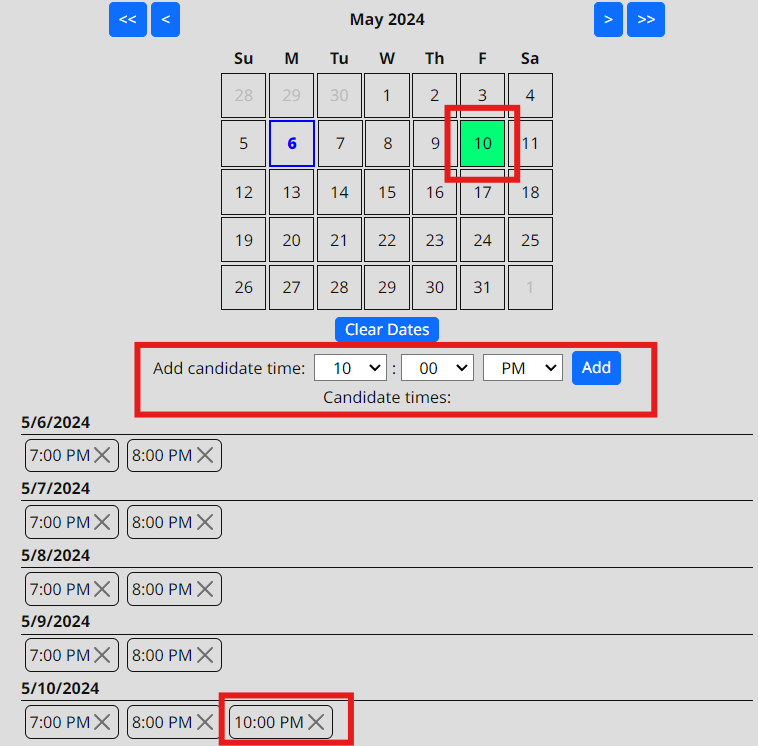 << < May 2024 > >>
Su M Tu W Th F Sa
28 29 30 1 2 3 4
5 6 7 8 9 10 11
12 13 14 15 16 17 18
19 20 21 22 23 24 25
26 27 28 29 30 31 1
Clear Dates
Add candidate time: 10 : 00 PM Add
Candidate times:
5/6/2024
7:00 PM 8:00 PM
5/7/2024
7:00 PM 8:00 PM
5/8/2024
7:00 PM 8:00 PM
5/9/2024
7:00 PM 8:00 PM
5/10/2024
7:00 PM 8:00 PM 10:00 PM